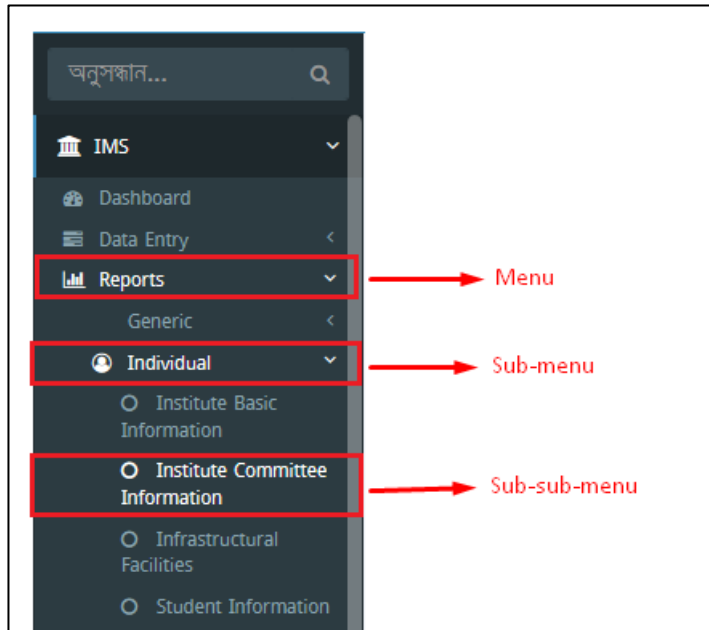 অনুসন্ধান...
IMS
Dashboard
Data Entry
Reports
Menu
Generic
Individual
Sub-menu
Institute Basic
Information
Institute Committee
Information
Sub-sub-menu
Infrastructural
Facilities
Student Information